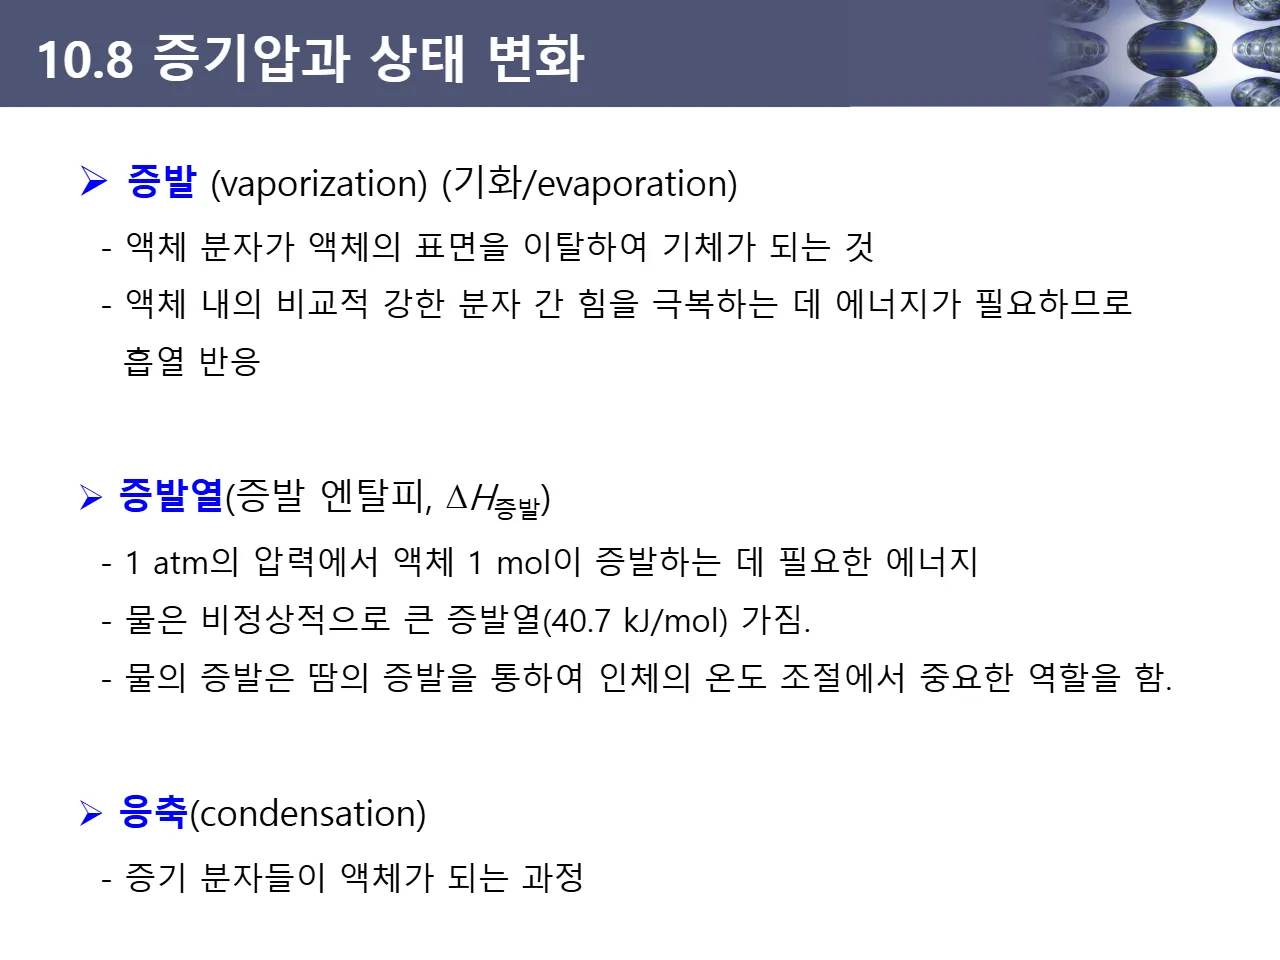 10.8 증기압과 상태 변화
➢ 증발 (vaporization) (기화/evaporation)
- 액체 분자가 액체의 표면을 이탈하여 기체가 되는 것
- 액체 내의 비교적 강한 분자 간 힘을 극복하는 데 에너지가 필요하므로
흡열 반응
➢ 증발열(증발 엔탈피, ΔH증발)
- 1 atm의 압력에서 액체 1 mol이 증발하는 데 필요한 에너지
- 물은 비정상적으로 큰 증발열(40.7 kJ/mol) 가짐.
- 물의 증발은 땀의 증발을 통하여 인체의 온도 조절에서 중요한 역할을 함.
➢ 응축(condensation)
- 증기 분자들이 액체가 되는 과정